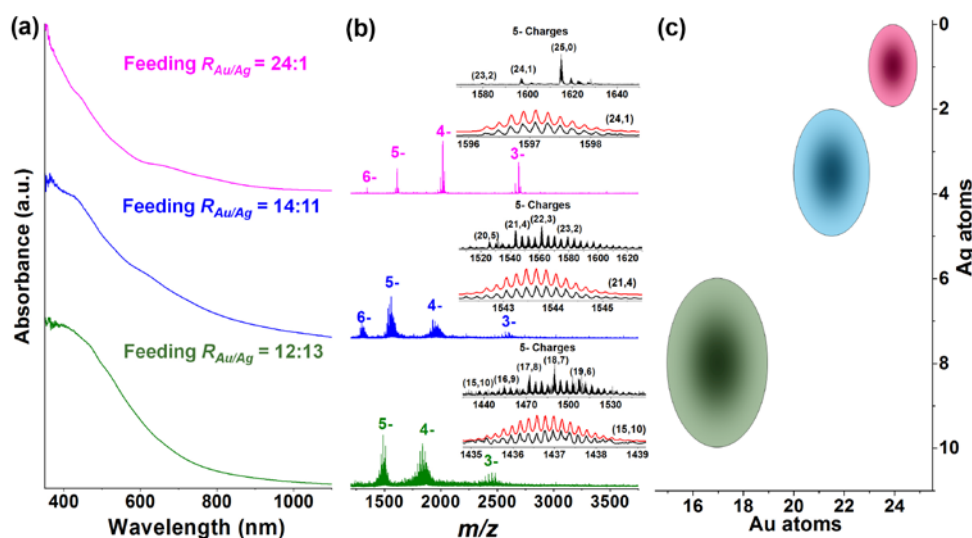 (a)
Feeding R_Au/Ag = 24:1
Feeding R_Au/Ag = 14:11
Feeding R_Au/Ag = 12:13
Absorbance (a.u.)
400 600 800 1000
Wavelength (nm)
(b)
5- Charges
(25,0)
(23,2) (24,1)
1580 1600 1620 1640
(24,1)
1596 1597 1598
6- 5- 4- 3-
5- Charges
(20,5) (21,4) (22,3) (23,2)
1520 1540 1560 1580 1600 1620
(21,4)
1543 1544 1545
6- 5- 4- 3-
5- Charges
(15,10) (16,9) (17,8) (18,7) (19,6)
1440 1470 1500 1530
(15,10)
1435 1436 1437 1438 1439
5- 4- 3-
1500 2250 3000 3750
m/z
(c)
0
2
4
6
8
10
Ag atoms
16 18 20 22 24
Au atoms